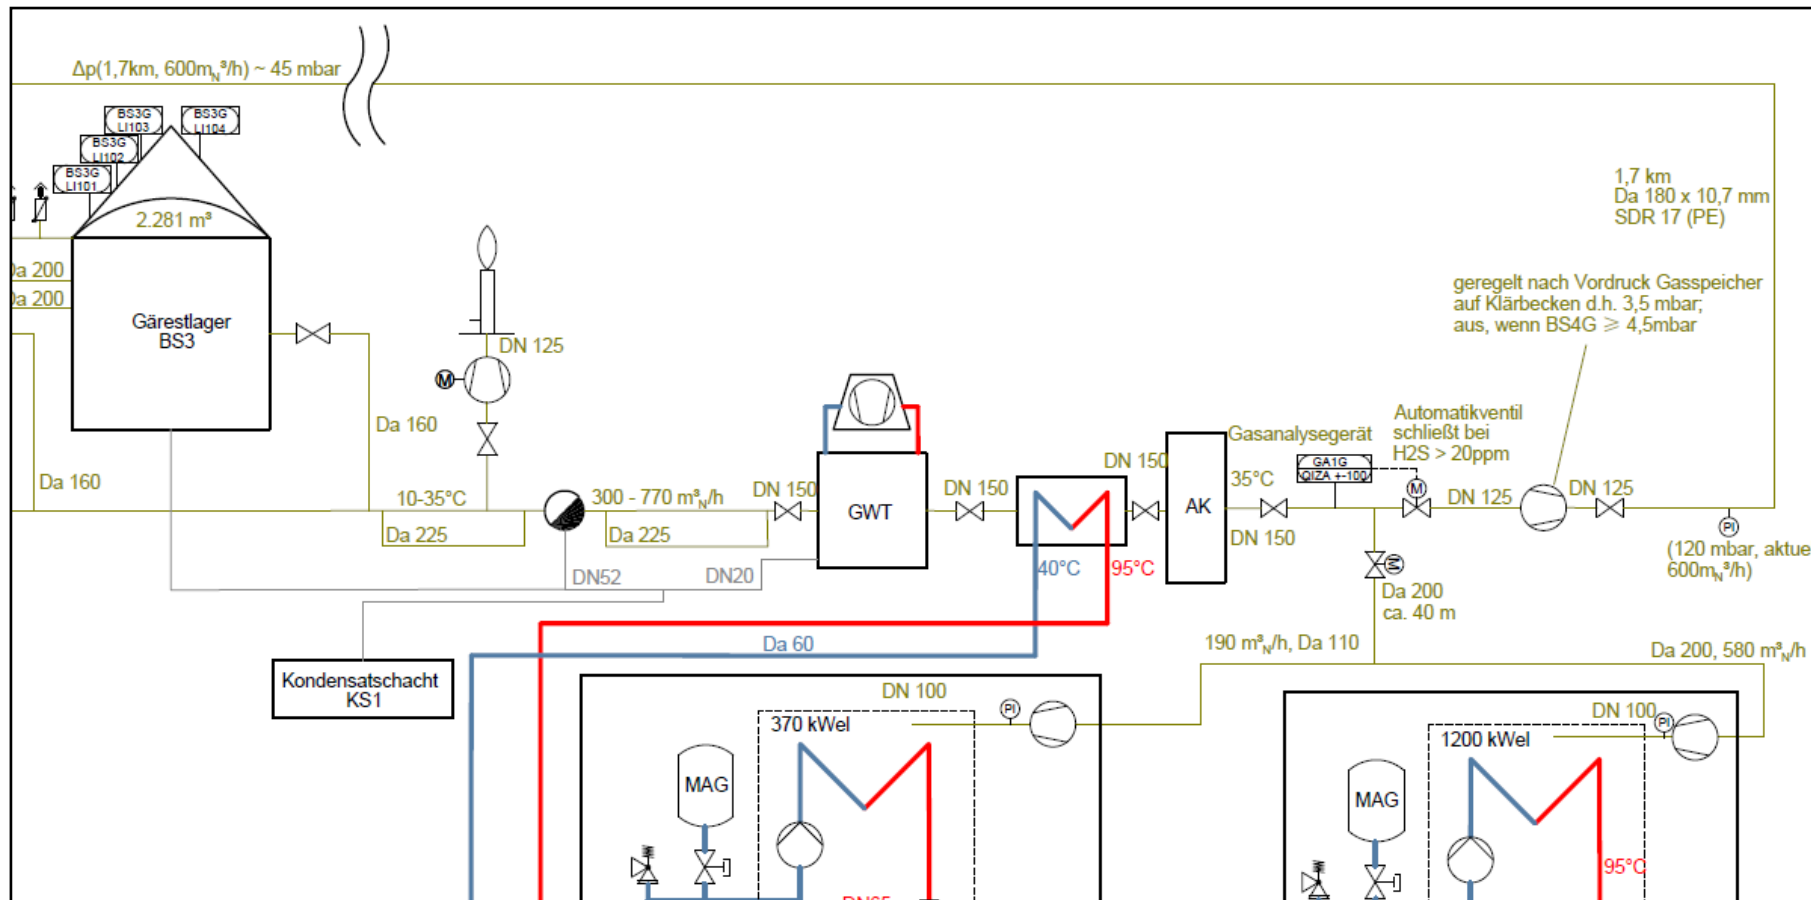 Δp(1,7km, 600m_N³/h) ~ 45 mbar
BS3G
LI103
BS3G
LI104
BS3G
LI102
BS3G
LI101
2.281 m³
1,7 km
Da 180 x 10,7 mm
SDR 17 (PE)
Da 200
Da 200
Gärestlager
BS3
DN 125
M
geregelt nach Vordruck Gasspeicher
auf Klärbecken d.h. 3,5 mbar;
aus, wenn BS4G ≥ 4,5mbar
Da 160
Da 160
Automatikventil
schließt bei
H2S > 20ppm
Gasanalysegerät
GA1G
QIZA +-100
M
10-35°C
Da 225
300 - 770 m_N³/h
Da 225
DN 150
GWT
DN 150
DN 150
AK
35°C
DN 150
DN 125
DN 125
PI
(120 mbar, aktue
600m_N³/h)
DN52
DN20
40°C
95°C
M
Da 200
ca. 40 m
Da 60
190 m³_N/h, Da 110
Da 200, 580 m³_N/h
Kondensatschacht
KS1
DN 100
PI
370 kWel
MAG
DN65
DN 100
PI
1200 kWel
MAG
95°C